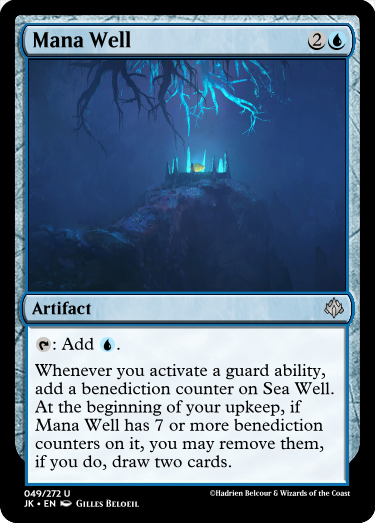 Mana Well 2
Artifact
: Add .
Whenever you activate a guard ability,
add a benediction counter on Sea Well.
At the beginning of your upkeep, if
Mana Well has 7 or more benediction
counters on it, you may remove them,
if you do, draw two cards.
049/272 U ©Hadrien Belcour & Wizards of the Coast
JK • EN Gilles Beloeil